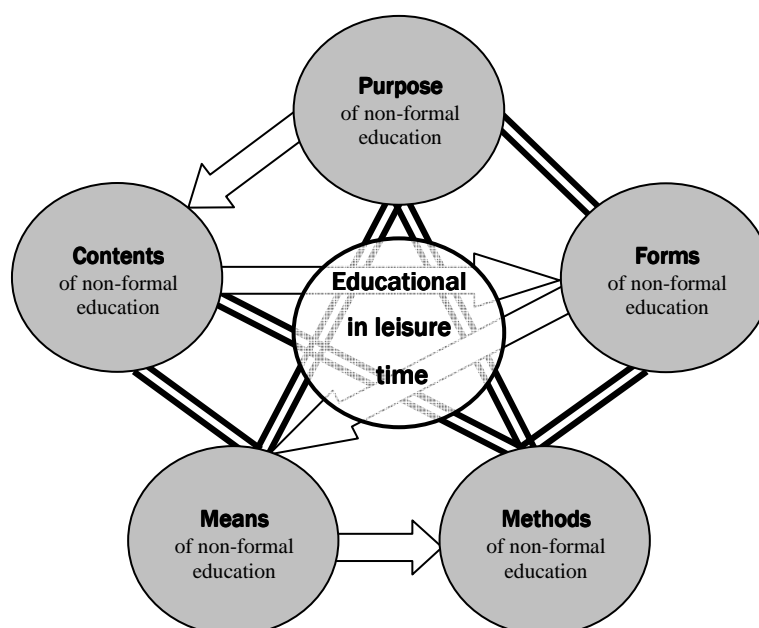 Purpose
of non-formal
education
Contents
of non-formal
education
Educational
in leisure
time
Forms
of non-formal
education
Means
of non-formal
education
Methods
of non-formal
education